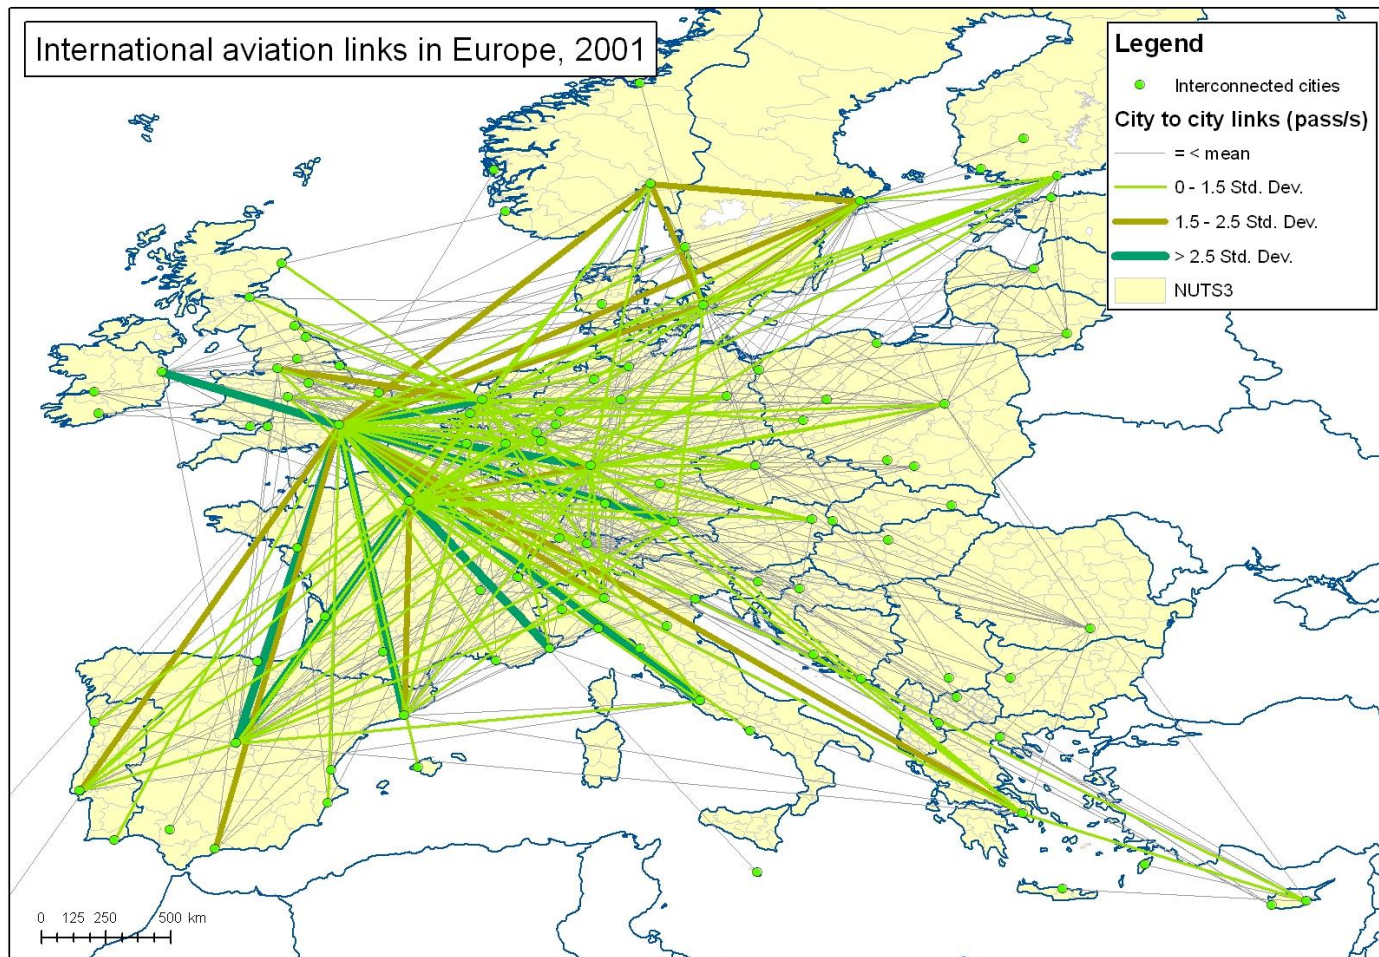 International aviation links in Europe, 2001
Legend
Interconnected cities
City to city links (pass/s)
= < mean
0 - 1.5 Std. Dev.
1.5 - 2.5 Std. Dev.
> 2.5 Std. Dev.
NUTS3
0 125 250 500 km